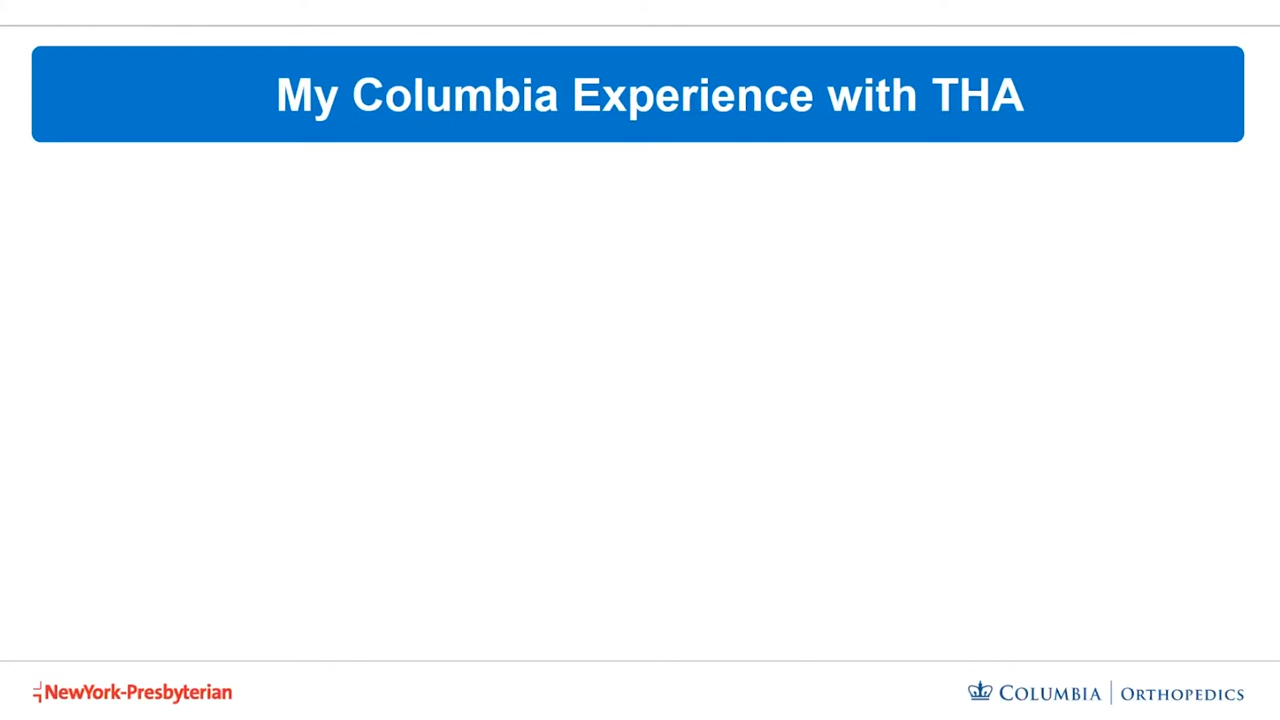 My Columbia Experience with THA
NewYork-Presbyterian
COLUMBIA | ORTHOPEDICS